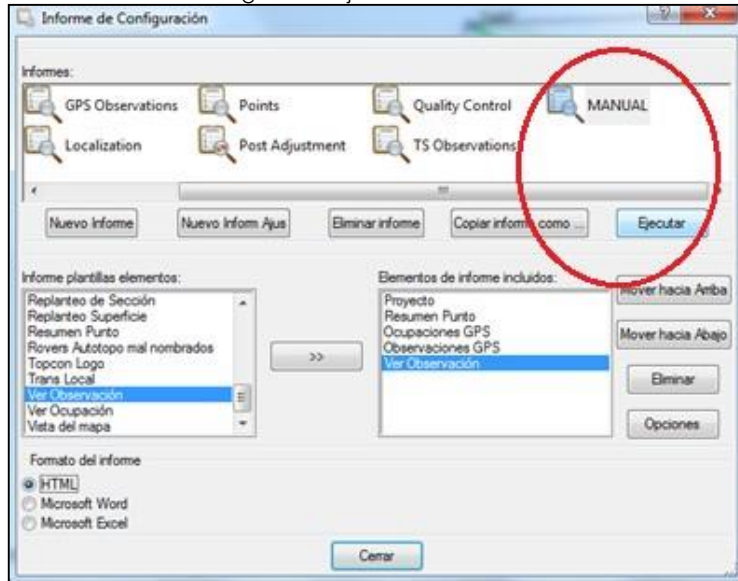 Informe de Configuración
Informes:
GPS Observations Points Quality Control MANUAL
Localization Post Adjustment TS Observations
Nuevo Informe Nuevo Inform Ajus Eliminar informe Copiar informe como ... Ejecutar
Informe plantillas elementos: Elementos de informe incluidos:
Replanteo de Sección
Replanteo Superficie
Resumen Punto
Rovers Autotopo mal nombrados
Topcon Logo
Trans Local
Ver Observación
Ver Ocupación
Vista del mapa
>>
Proyecto
Resumen Punto
Ocupaciones GPS
Observaciones GPS
Ver Observación
Mover hacia Arriba
Mover hacia Abajo
Eliminar
Opciones
Formato del informe
HTML
Microsoft Word
Microsoft Excel
Cerrar